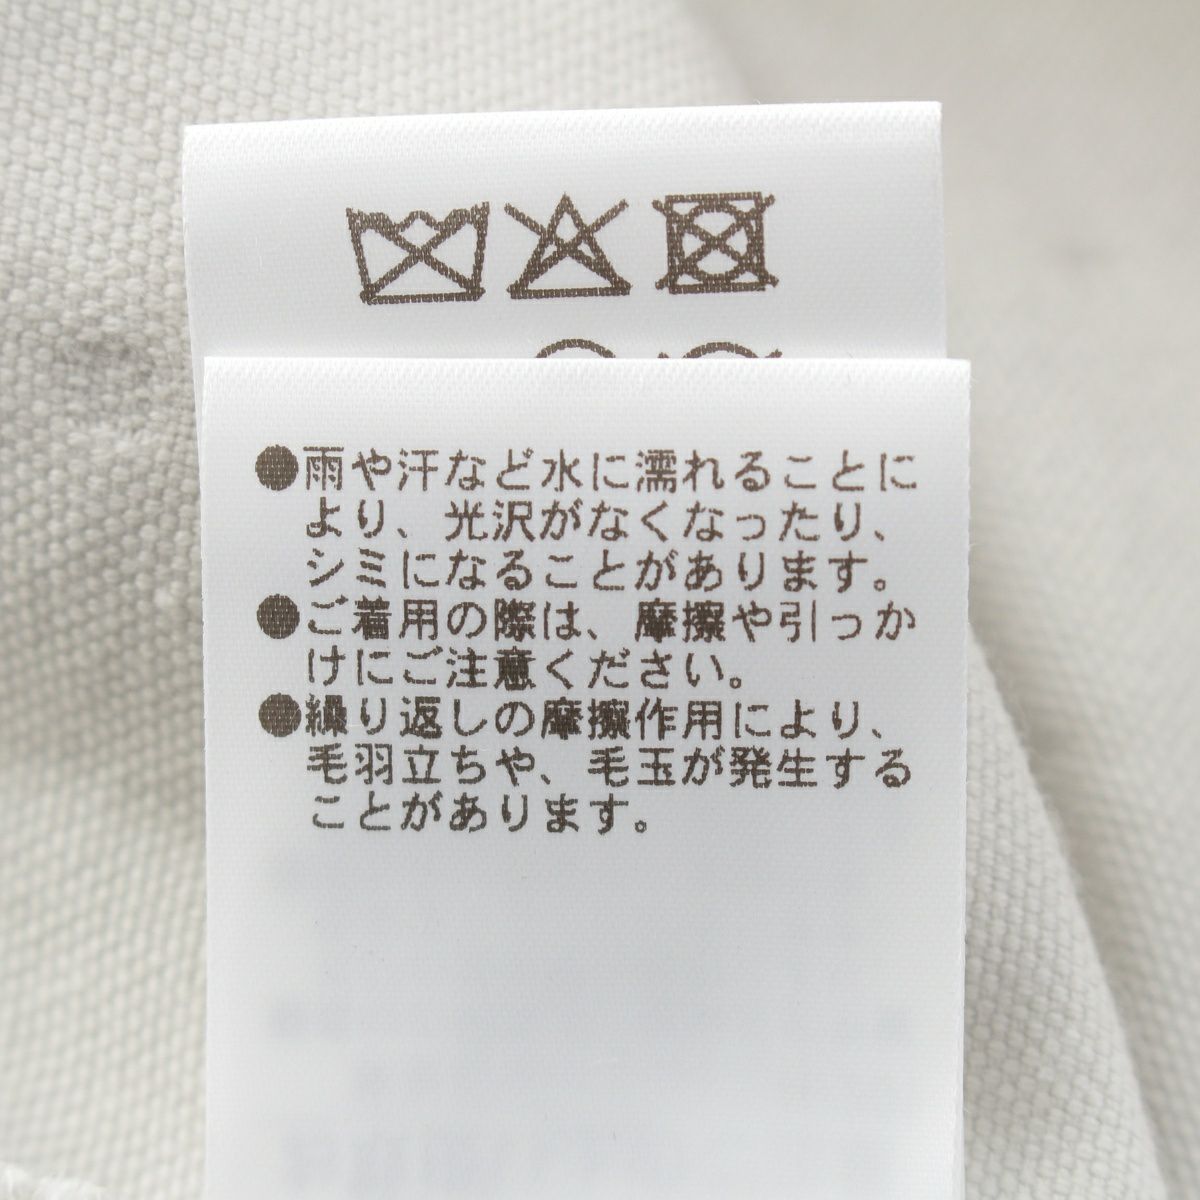 ●雨や汗など水に濡れることに
より、光沢がなくなったり、
シミになることがあります。
●ご着用の際は、摩擦や引っか
けにご注意ください。
●繰り返しの摩擦作用により、
毛羽立ちや、毛玉が発生する
ことがあります。